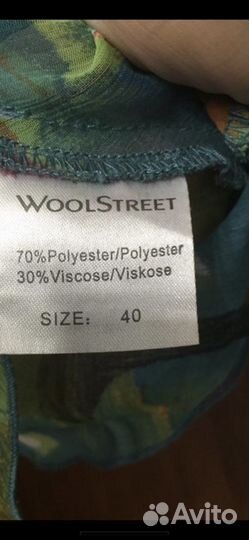 WOOLSTREET
70%Polyester/Polyester
30%Viscose/Viskose
SIZE: 40
Avito